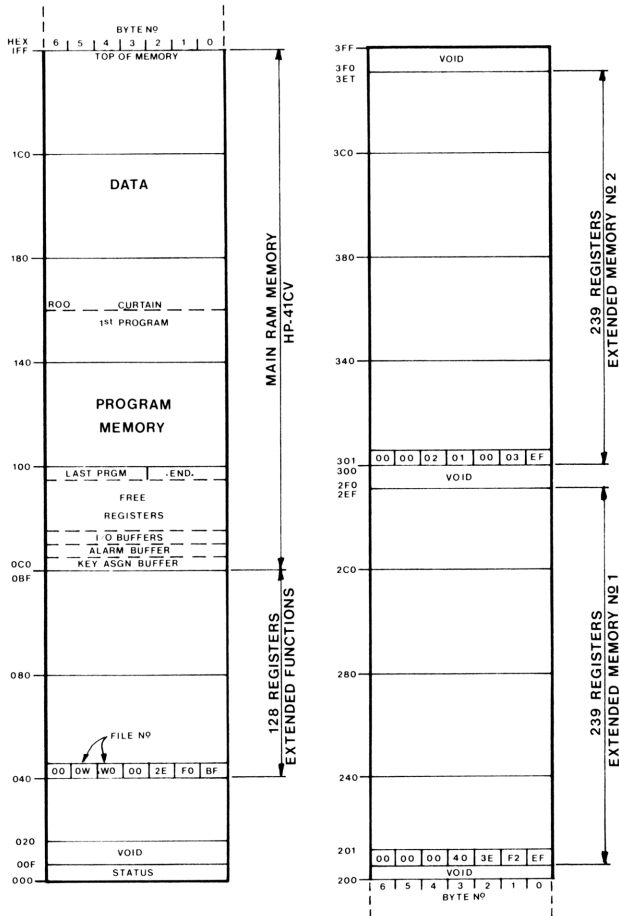 BYTE Nº
HEX 6 5 4 3 2 1 0
1FF
TOP OF MEMORY
1C0
DATA
180
R00 CURTAIN
1st PROGRAM
140
PROGRAM
MEMORY
100
LAST PRGM .END.
FREE
REGISTERS
I/O BUFFERS
ALARM BUFFER
0C0 KEY ASGN BUFFER
0BF
080
FILE Nº
00 0W W0 00 2E F0 BF
040
020
VOID
00F
STATUS
000
MAIN RAM MEMORY
HP-41CV
128 REGISTERS
EXTENDED FUNCTIONS
3FF
VOID
3F0
3ET
3C0
380
340
301 00 00 02 01 00 03 EF
300
VOID
2F0
2EF
2C0
280
240
201 00 00 00 40 3E F2 EF
VOID
200
6 5 4 3 2 1 0
BYTE Nº
239 REGISTERS
EXTENDED MEMORY Nº 2
239 REGISTERS
EXTENDED MEMORY Nº 1